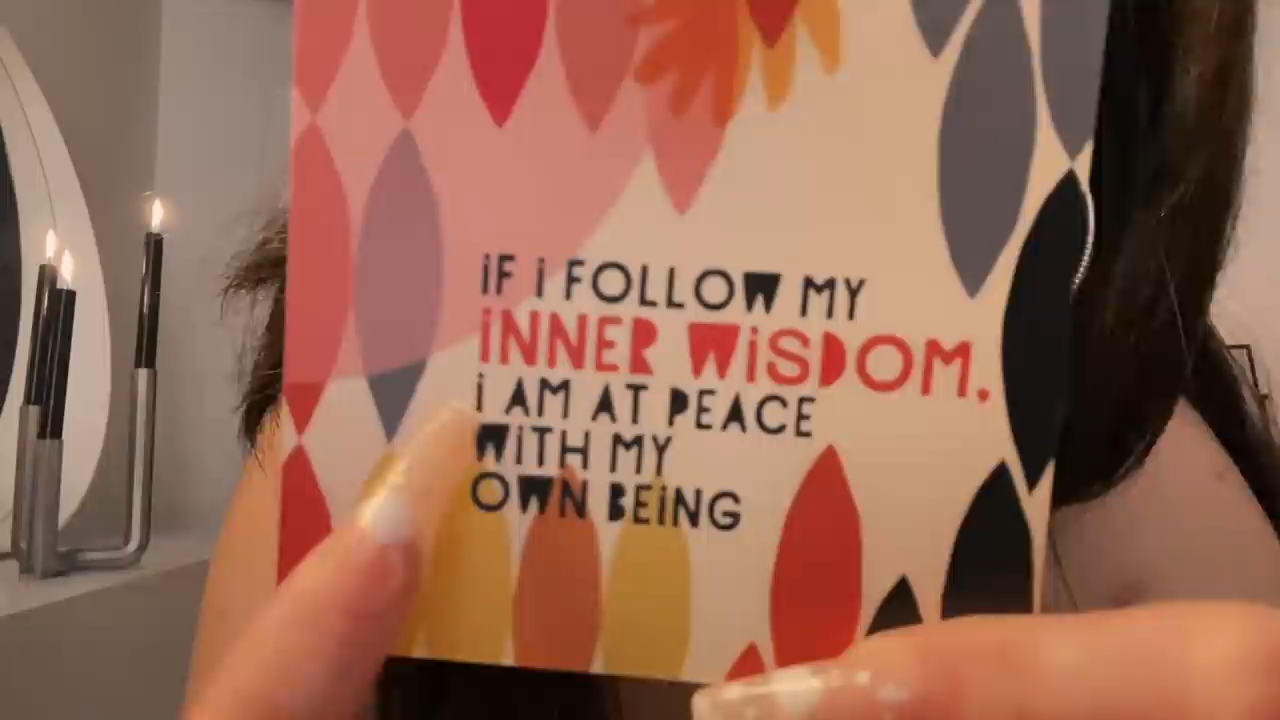 iF i FOLLOW MY
iNNER WiSDOM,
i AM AT PEACE
WiTH MY
OWN BEiNG